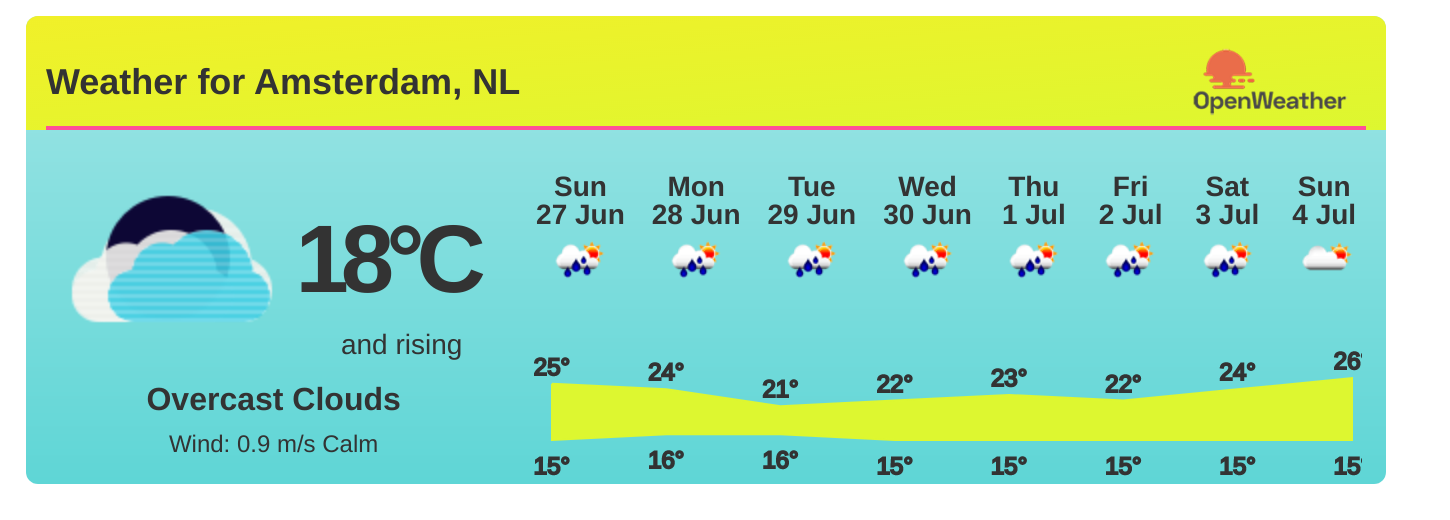 Weather for Amsterdam, NL
OpenWeather
18°C
and rising
Overcast Clouds
Wind: 0.9 m/s Calm
Sun Mon Tue Wed Thu Fri Sat Sun
27 Jun 28 Jun 29 Jun 30 Jun 1 Jul 2 Jul 3 Jul 4 Jul
25° 24° 21° 22° 23° 22° 24° 26°
15° 16° 16° 15° 15° 15° 15° 15°